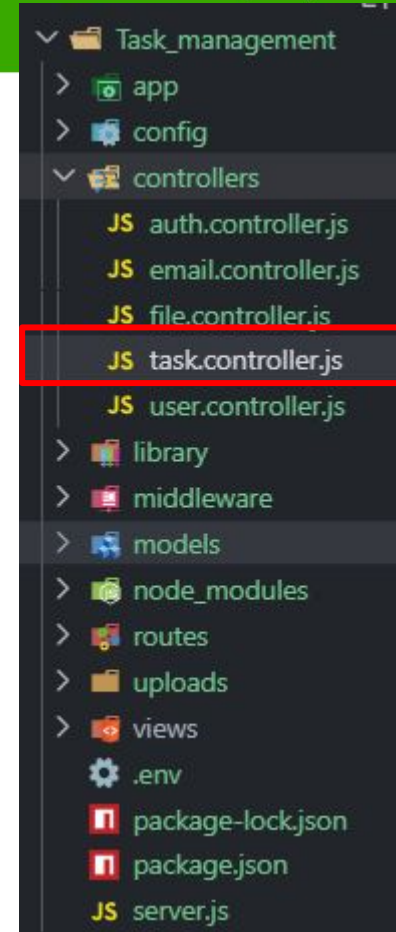 Task_management
app
config
controllers
JS auth.controller.js
JS email.controller.js
JS file.controller.js
JS task.controller.js
JS user.controller.js
library
middleware
models
node_modules
routes
uploads
views
.env
package-lock.json
package.json
JS server.js